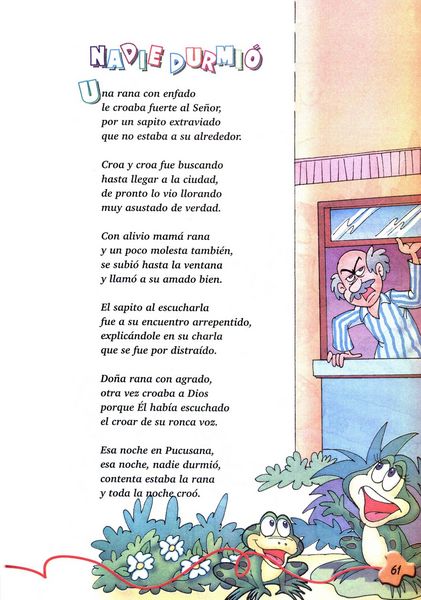 NADIE DURMIÓ
Una rana con enfado
le croaba fuerte al Señor,
por un sapito extraviado
que no estaba a su alrededor.
Croa y croa fue buscando
hasta llegar a la ciudad,
de pronto lo vio llorando
muy asustado de verdad.
Con alivio mamá rana
y un poco molesta también,
se subió hasta la ventana
y llamó a su amado bien.
El sapito al escucharla
fue a su encuentro arrepentido,
explicándole en su charla
que se fue por distraído.
Doña rana con agrado,
otra vez croaba a Dios
porque Él había escuchado
el croar de su ronca voz.
Esa noche en Pucusana,
esa noche, nadie durmió,
contenta estaba la rana
y toda la noche croó.
61